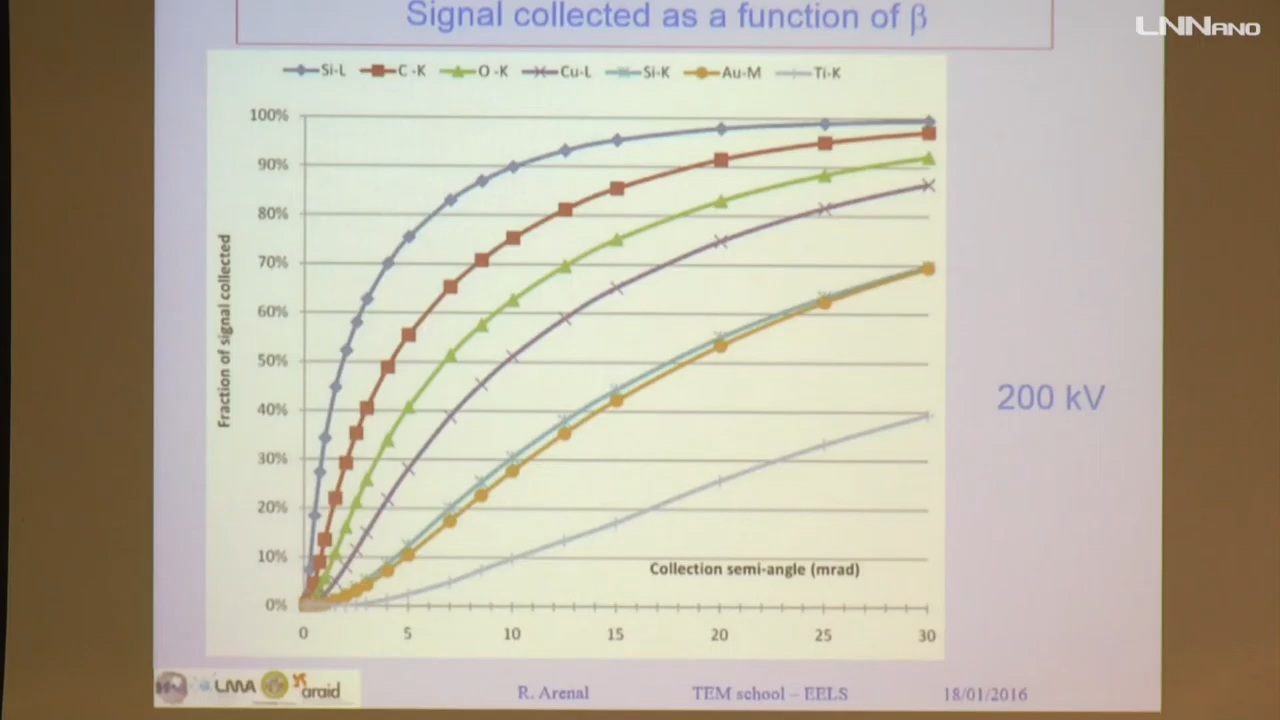 Signal collected as a function of β
LNNANO
Si-L C -K O -K Cu-L Si-K Au-M Ti-K
100%
90%
80%
70%
60%
50%
40%
30%
20%
10%
0%
Fraction of signal collected
Collection semi-angle (mrad)
0 5 10 15 20 25 30
200 kV
LMA araid
R. Arenal TEM school – EELS 18/01/2016